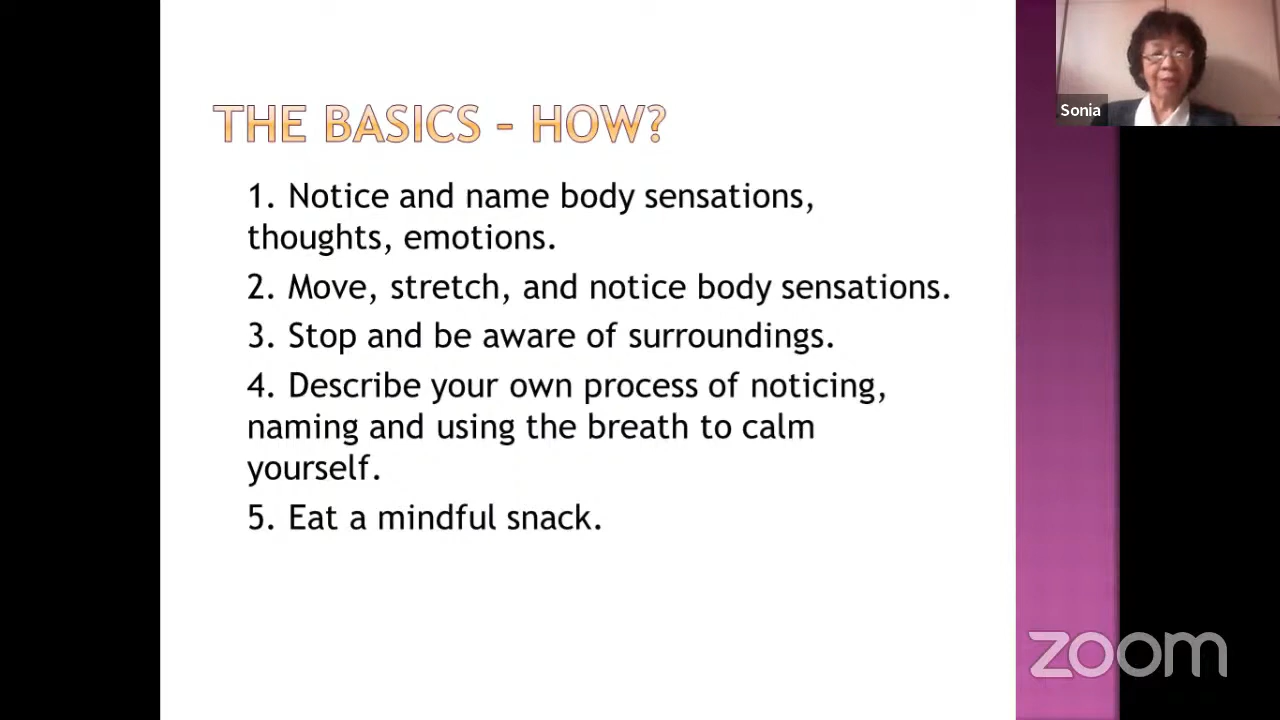 THE BASICS – HOW?
1. Notice and name body sensations,
thoughts, emotions.
2. Move, stretch, and notice body sensations.
3. Stop and be aware of surroundings.
4. Describe your own process of noticing,
naming and using the breath to calm
yourself.
5. Eat a mindful snack.
Sonia
zoom